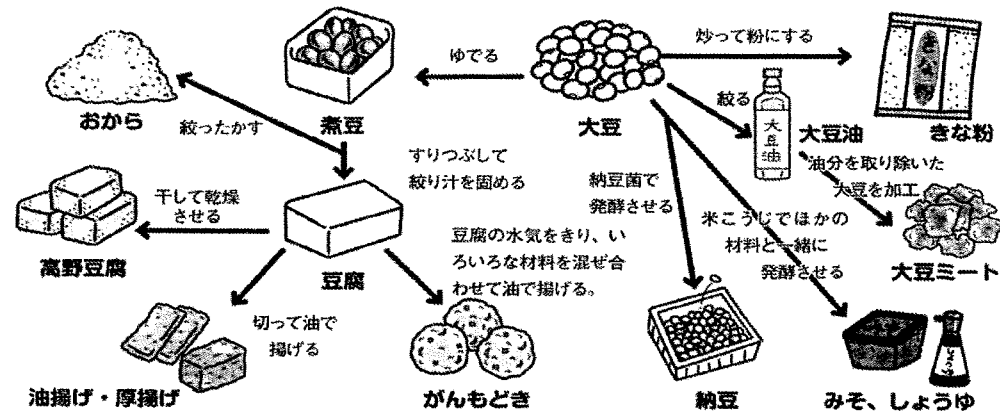 ゆでる
炒って粉にする
おから
絞ったかす
煮豆
大豆
絞る
大豆油
大豆油
きな粉
きな粉
すりつぶして
絞り汁を固める
納豆菌で
発酵させる
油分を取り除いた
大豆を加工
干して乾燥
させる
米こうじでほかの
材料と一緒に
発酵させる
豆腐の水気をきり、い
ろいろな材料を混ぜ合
わせて油で揚げる。
高野豆腐
豆腐
大豆ミート
切って油で
揚げる
油揚げ・厚揚げ
がんもどき
納豆
みそ、しょうゆ